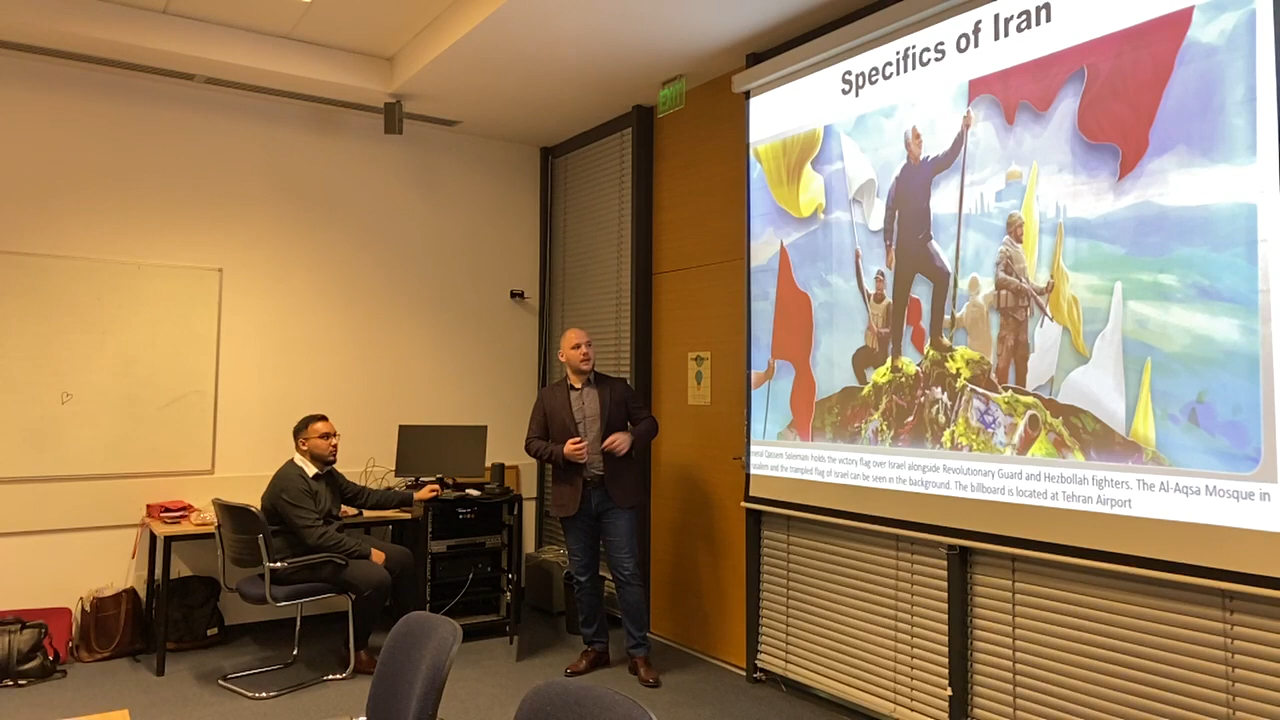 Specifics of Iran
General Qassem Soleimani holds the victory flag over Israel alongside Revolutionary Guard and Hezbollah fighters. The Al-Aqsa Mosque in
Jerusalem and the trampled flag of Israel can be seen in the background. The billboard is located at Tehran Airport
EXIT